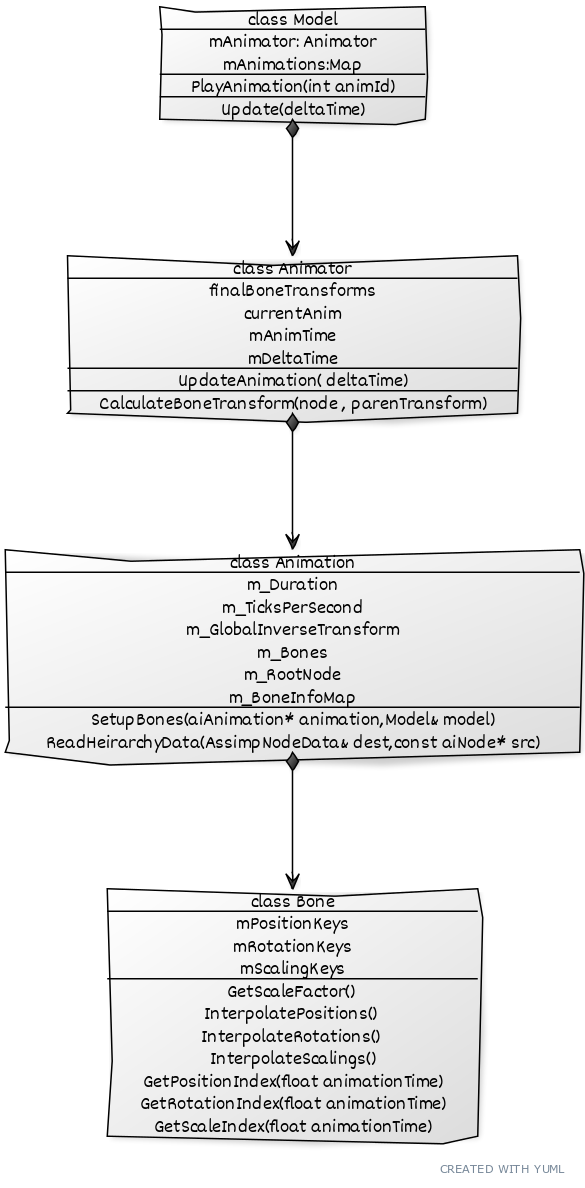 class Model
mAnimator: Animator
mAnimations:Map
PlayAnimation(int animId)
Update(deltaTime)
class Animator
finalBoneTransforms
currentAnim
mAnimTime
mDeltaTime
UpdateAnimation( deltaTime)
CalculateBoneTransform(node , parenTransform)
class Animation
m_Duration
m_TicksPerSecond
m_GlobalInverseTransform
m_Bones
m_RootNode
m_BoneInfoMap
SetupBones(aiAnimation* animation,Model& model)
ReadHeirarchyData(AssimpNodeData& dest,const aiNode* src)
class Bone
mPositionKeys
mRotationKeys
mScalingKeys
GetScaleFactor()
InterpolatePositions()
InterpolateRotations()
InterpolateScalings()
GetPositionIndex(float animationTime)
GetRotationIndex(float animationTime)
GetScaleIndex(float animationTime)
CREATED WITH YUML